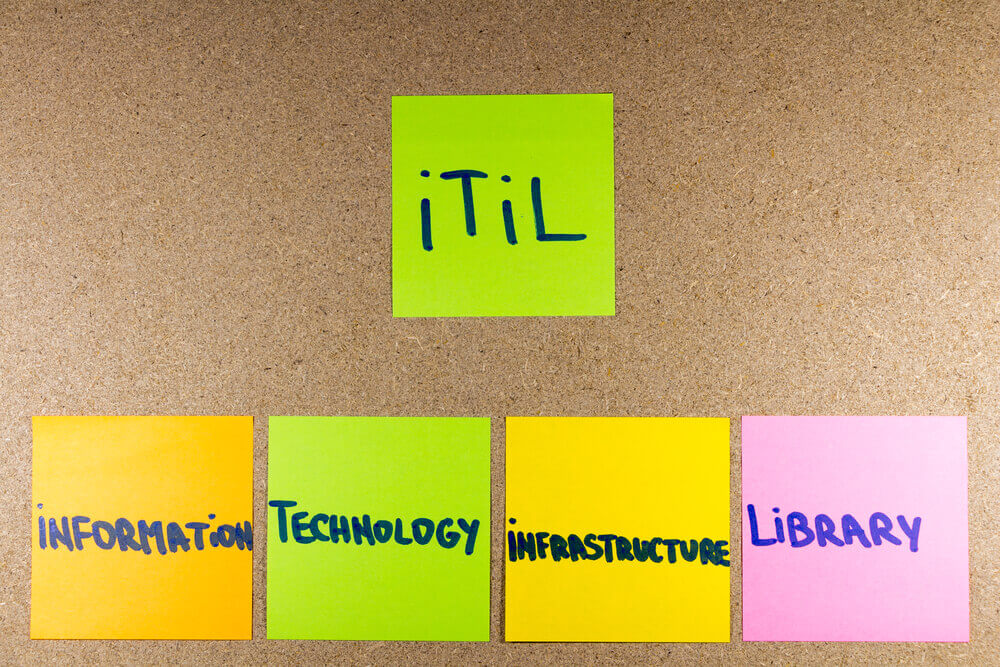 iTiL
iNFORMATiON
TECHNOLOGY
iNFRASTRUCTURE
LiBRARY